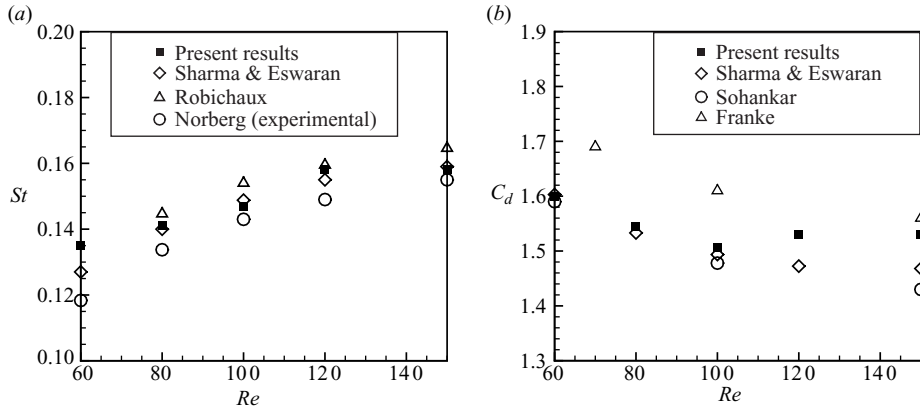 (a)
0.20
0.18
0.16
0.14
0.12
0.10
St
60
80
100
120
140
Re
Present results
Sharma & Eswaran
Robichaux
Norberg (experimental)
(b)
1.9
1.8
1.7
1.6
1.5
1.4
1.3
C_d
60
80
100
120
140
Re
Present results
Sharma & Eswaran
Sohankar
Franke